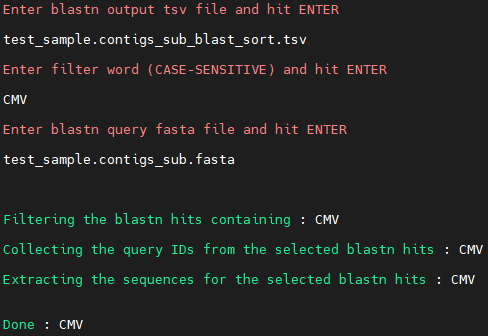 Enter blastn output tsv file and hit ENTER
test_sample.contigs_sub_blast_sort.tsv
Enter filter word (CASE-SENSITIVE) and hit ENTER
CMV
Enter blastn query fasta file and hit ENTER
test_sample.contigs_sub.fasta
Filtering the blastn hits containing : CMV
Collecting the query IDs from the selected blastn hits : CMV
Extracting the sequences for the selected blastn hits : CMV
Done : CMV